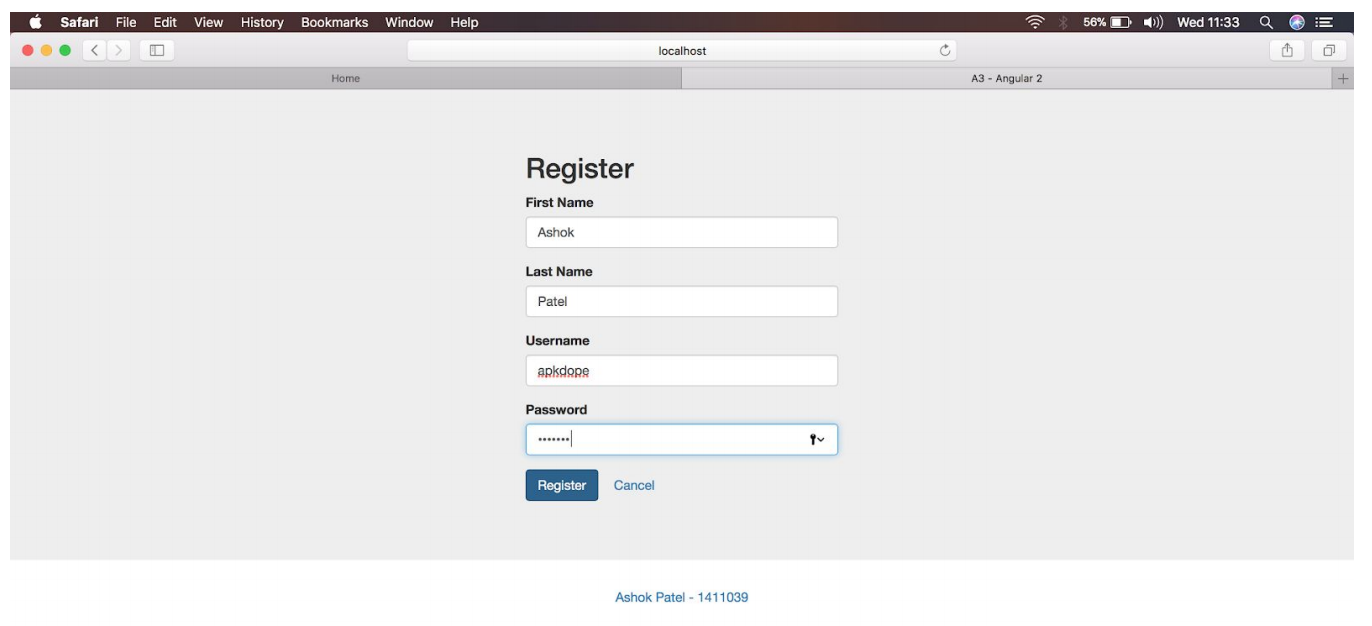 Safari File Edit View History Bookmarks Window Help 56% Wed 11:33
localhost
Home A3 - Angular 2
Register
First Name
Ashok
Last Name
Patel
Username
apkdope
Password
•••••••
Register Cancel
Ashok Patel - 1411039